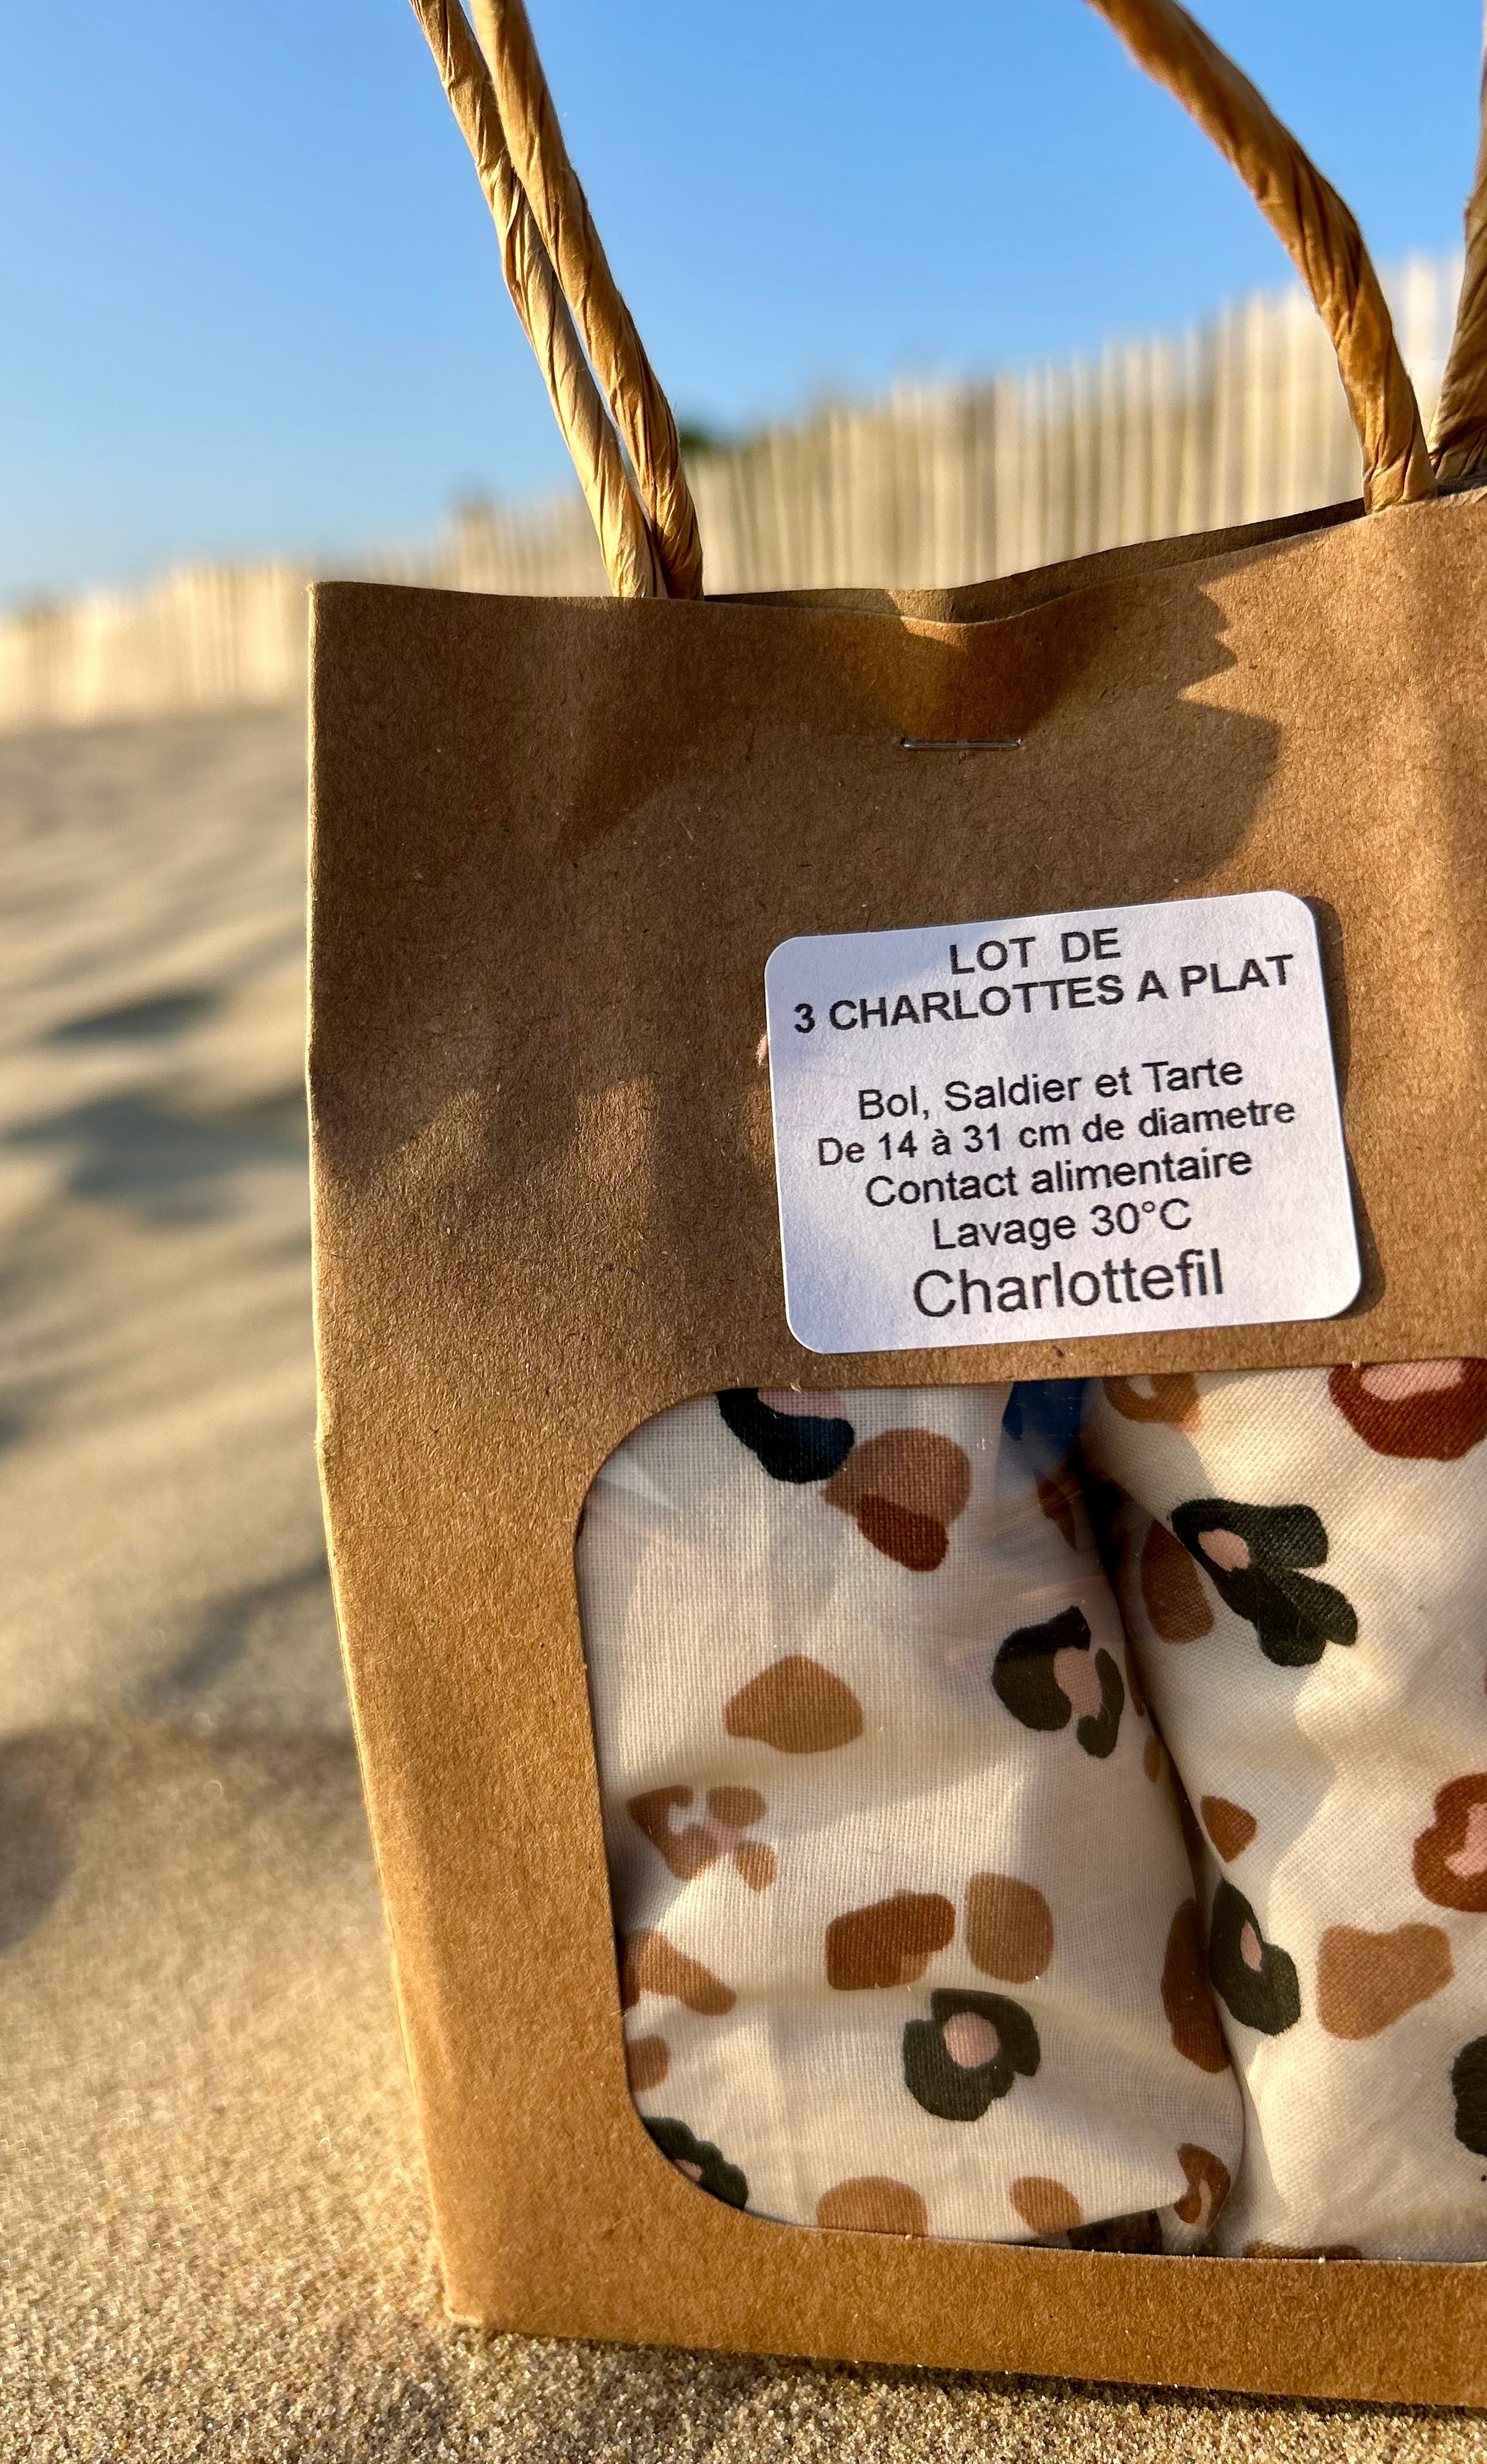 LOT DE
3 CHARLOTTES A PLAT
Bol, Saldier et Tarte
De 14 à 31 cm de diametre
Contact alimentaire
Lavage 30°C
Charlottefil